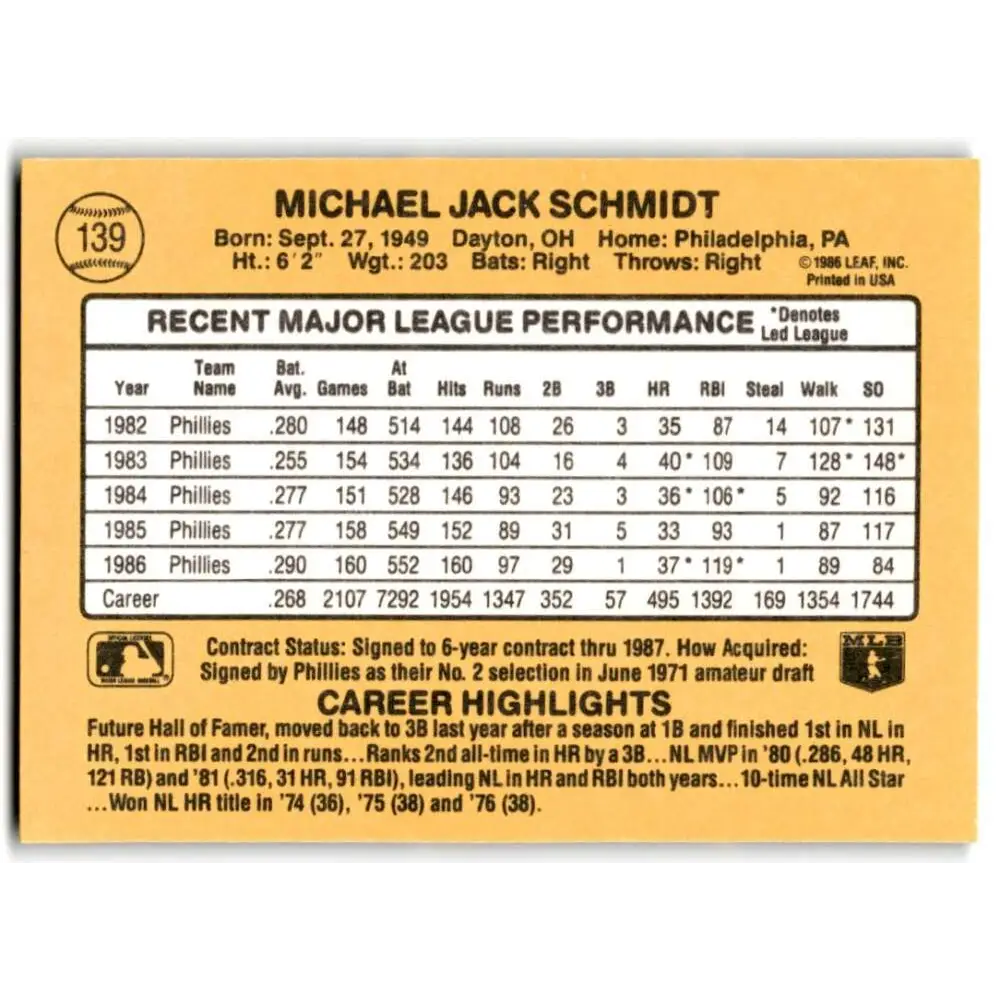 139
MICHAEL JACK SCHMIDT
Born: Sept. 27, 1949 Dayton, OH Home: Philadelphia, PA
Ht.: 6'2" Wgt.: 203 Bats: Right Throws: Right ©1986 LEAF, INC.
Printed in USA
RECENT MAJOR LEAGUE PERFORMANCE *Denotes Led League
Year Team Name Bat. Avg. Games At Bat Hits Runs 2B 3B HR RBI Steal Walk SO
1982 Phillies .280 148 514 144 108 26 3 35 87 14 107* 131
1983 Phillies .255 154 534 136 104 16 4 40* 109 7 128* 148*
1984 Phillies .277 151 528 146 93 23 3 36* 106* 5 92 116
1985 Phillies .277 158 549 152 89 31 5 33 93 1 87 117
1986 Phillies .290 160 552 160 97 29 1 37* 119* 1 89 84
Career .268 2107 7292 1954 1347 352 57 495 1392 169 1354 1744
Contract Status: Signed to 6-year contract thru 1987. How Acquired:
Signed by Phillies as their No. 2 selection in June 1971 amateur draft
MLB
CAREER HIGHLIGHTS
Future Hall of Famer, moved back to 3B last year after a season at 1B and finished 1st in NL in
HR, 1st in RBI and 2nd in runs...Ranks 2nd all-time in HR by a 3B...NL MVP in '80 (.286, 48 HR,
121 RB) and '81 (.316, 31 HR, 91 RBI), leading NL in HR and RBI both years...10-time NL All Star
...Won NL HR title in '74 (36), '75 (38) and '76 (38).